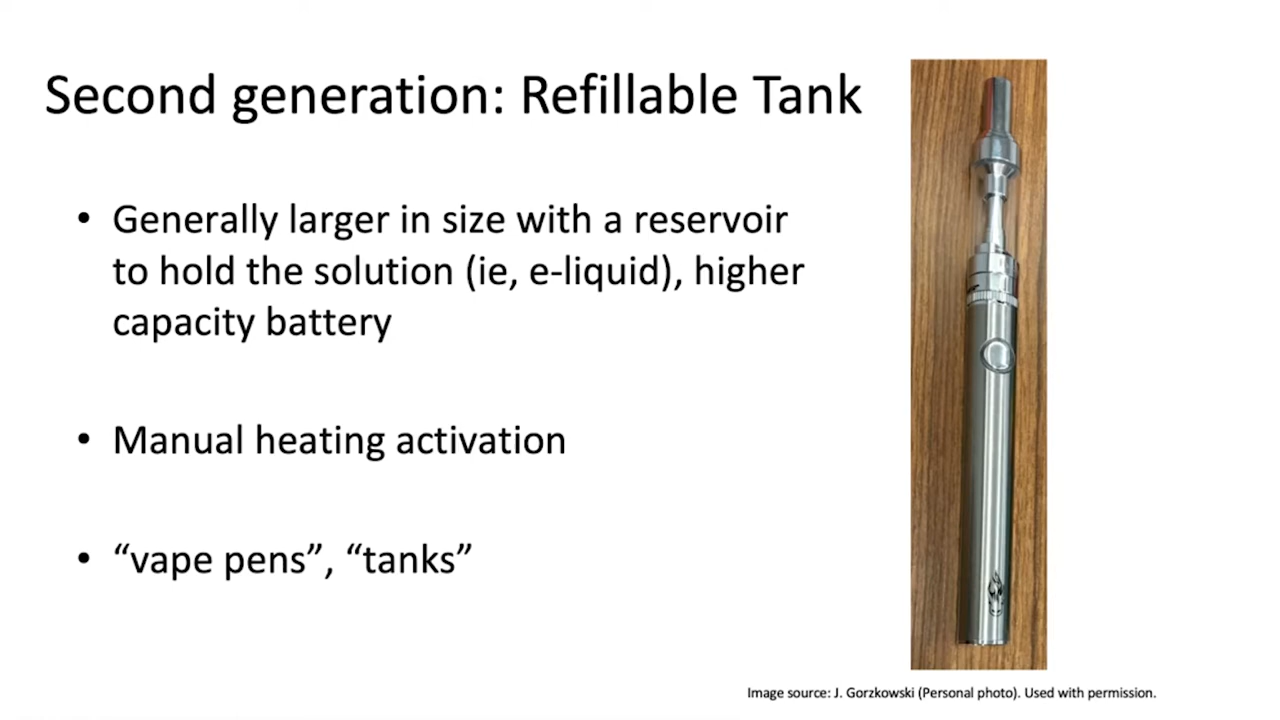 Second generation: Refillable Tank
• Generally larger in size with a reservoir
to hold the solution (ie, e-liquid), higher
capacity battery
• Manual heating activation
• “vape pens”, “tanks”
Image source: J. Gorzkowski (Personal photo). Used with permission.